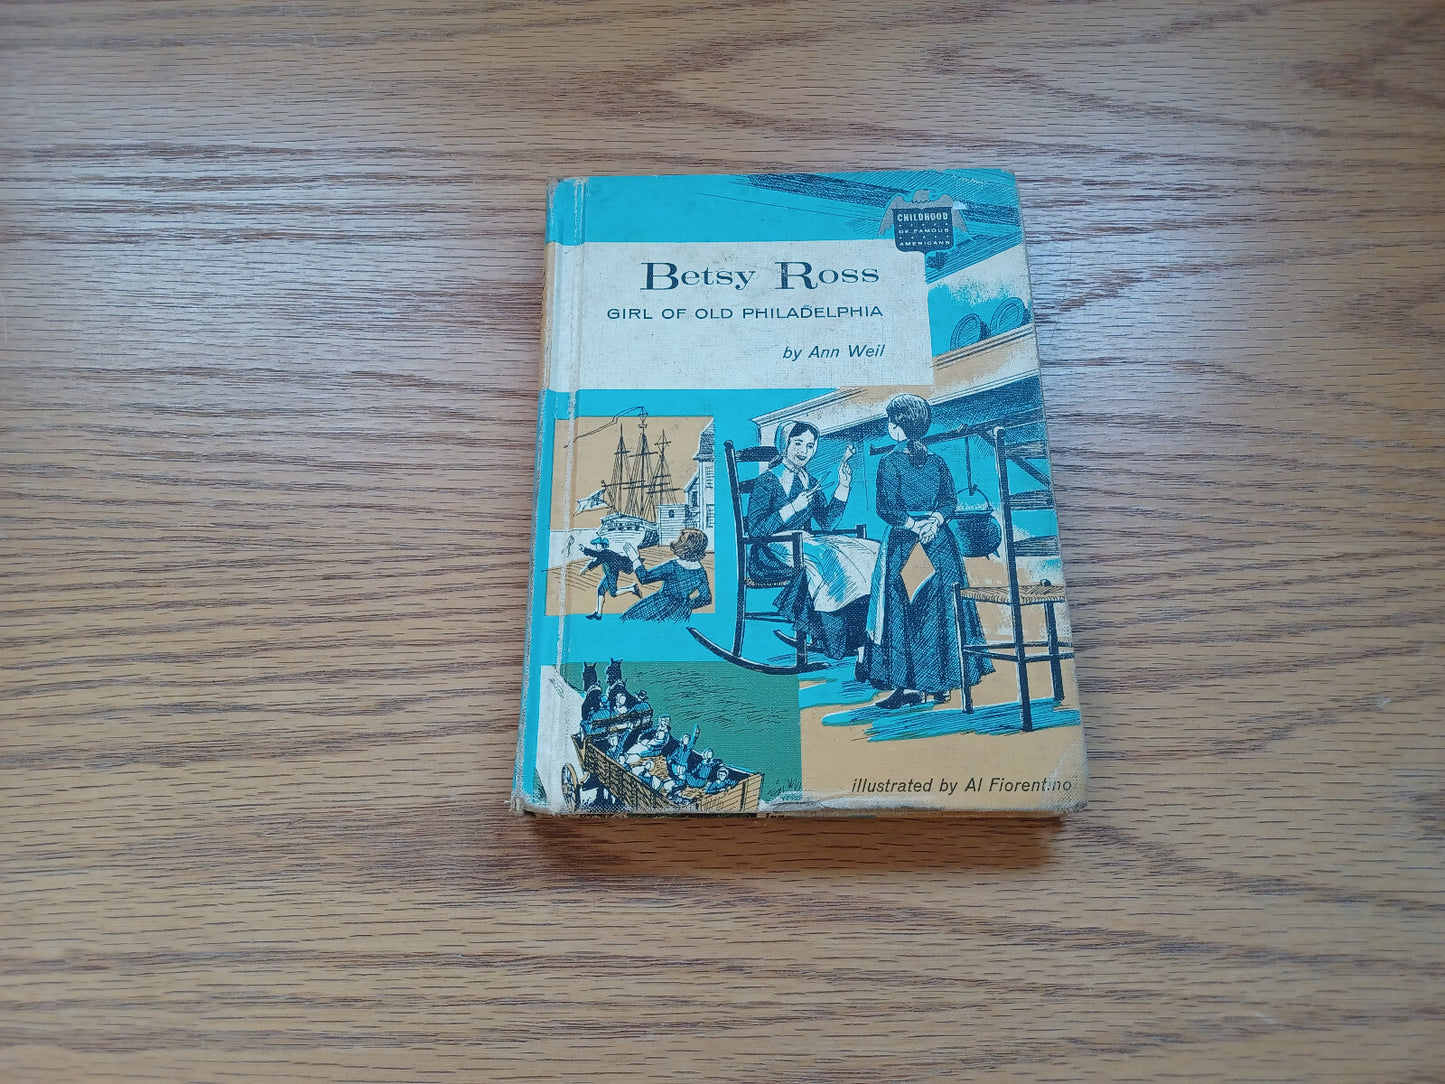 CHILDHOOD
OF FAMOUS
AMERICANS
Betsy Ross
GIRL OF OLD PHILADELPHIA
by Ann Weil
illustrated by Al Fiorentino